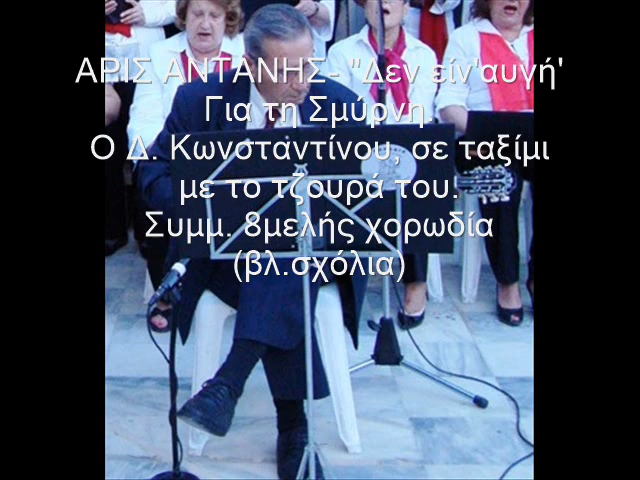 ΑΡΙΣ ΑΝΤΑΝΗΣ- "Δεν είν'αυγή'
Για τη Σμύρνη.
Ο Δ. Κωνσταντίνου, σε ταξίμι
με το τζουρά του!
Συμμ. 8μελής χορωδία
(βλ.σχόλια)